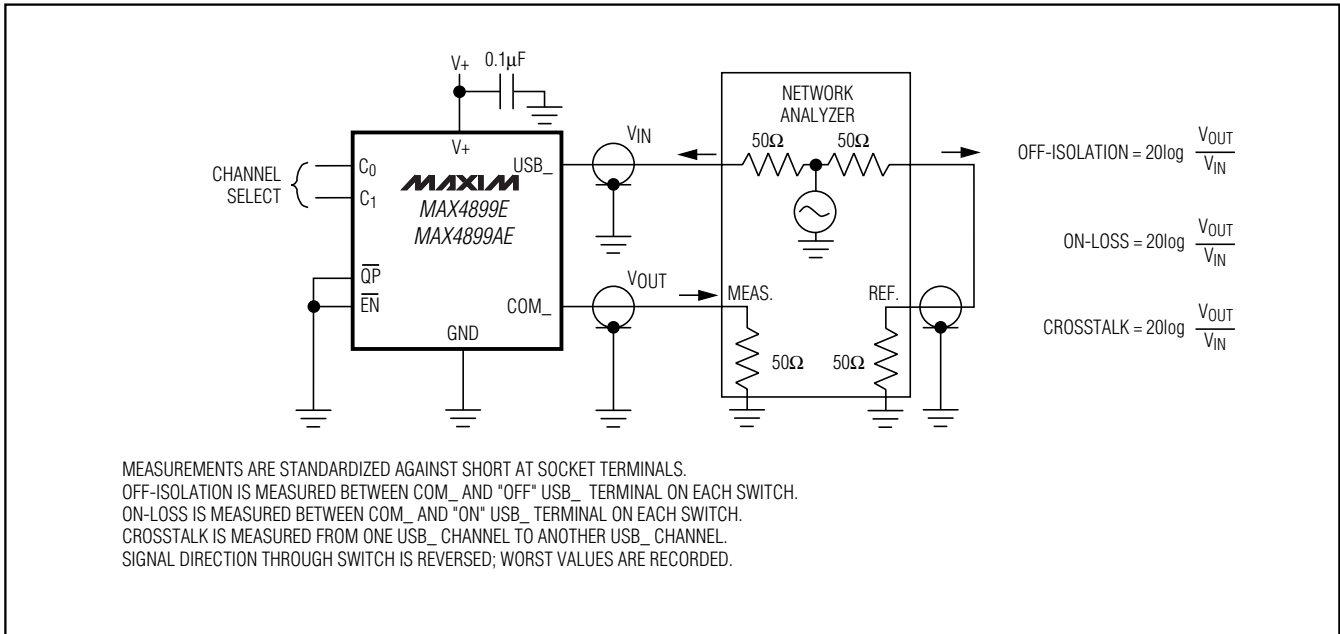 V+
0.1µF
NETWORK
ANALYZER
50Ω
50Ω
VIN
V+
USB_
C0
C1
CHANNEL
SELECT
MAXIM
MAX4899E
MAX4899AE
QP
EN
COM_
GND
VOUT
MEAS.
REF.
50Ω
50Ω
OFF-ISOLATION = 20log VOUT
VIN
ON-LOSS = 20log VOUT
VIN
CROSSTALK = 20log VOUT
VIN
MEASUREMENTS ARE STANDARDIZED AGAINST SHORT AT SOCKET TERMINALS.
OFF-ISOLATION IS MEASURED BETWEEN COM_ AND "OFF" USB_ TERMINAL ON EACH SWITCH.
ON-LOSS IS MEASURED BETWEEN COM_ AND "ON" USB_ TERMINAL ON EACH SWITCH.
CROSSTALK IS MEASURED FROM ONE USB_ CHANNEL TO ANOTHER USB_ CHANNEL.
SIGNAL DIRECTION THROUGH SWITCH IS REVERSED; WORST VALUES ARE RECORDED.